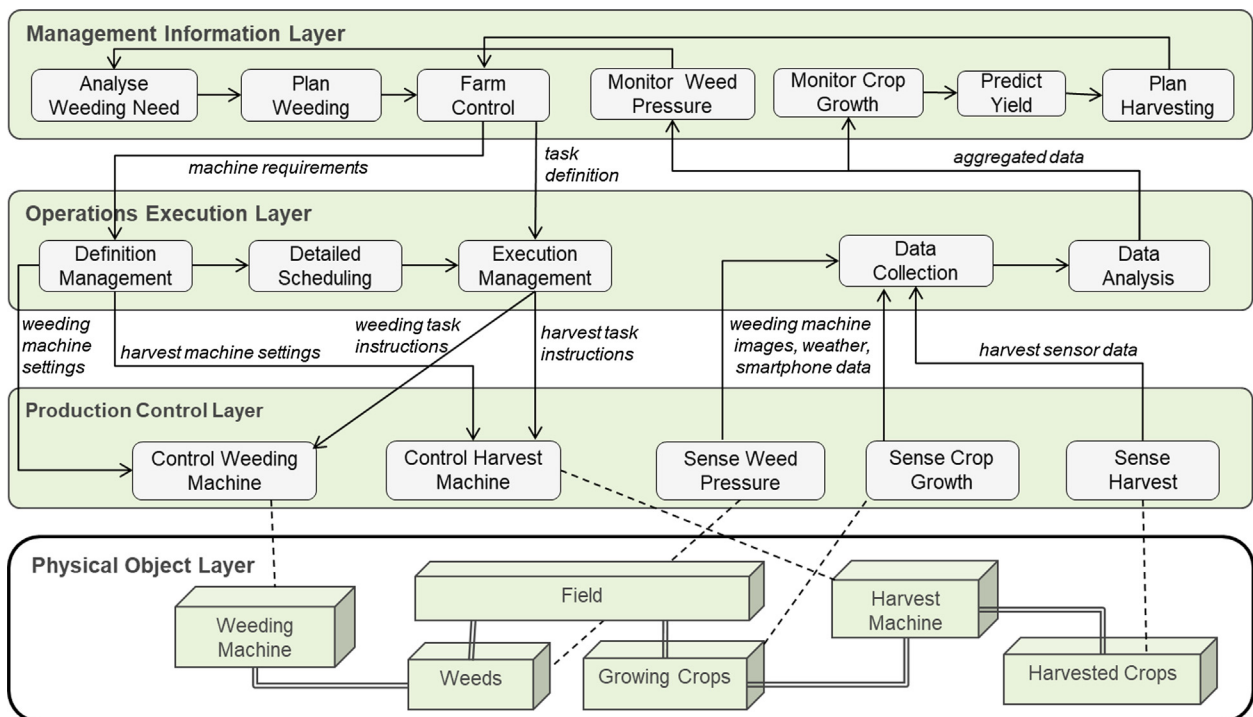 Management Information Layer
Analyse
Weeding Need
Plan
Weeding
Farm
Control
Monitor Weed
Pressure
Monitor Crop
Growth
Predict
Yield
Plan
Harvesting
machine requirements
task
definition
aggregated data
Operations Execution Layer
Definition
Management
Detailed
Scheduling
Execution
Management
Data
Collection
Data
Analysis
weeding
machine
settings
harvest machine settings
weeding task
instructions
harvest task
instructions
weeding machine
images, weather,
smartphone data
harvest sensor data
Production Control Layer
Control Weeding
Machine
Control Harvest
Machine
Sense Weed
Pressure
Sense Crop
Growth
Sense
Harvest
Physical Object Layer
Weeding
Machine
Field
Weeds
Growing Crops
Harvest
Machine
Harvested Crops